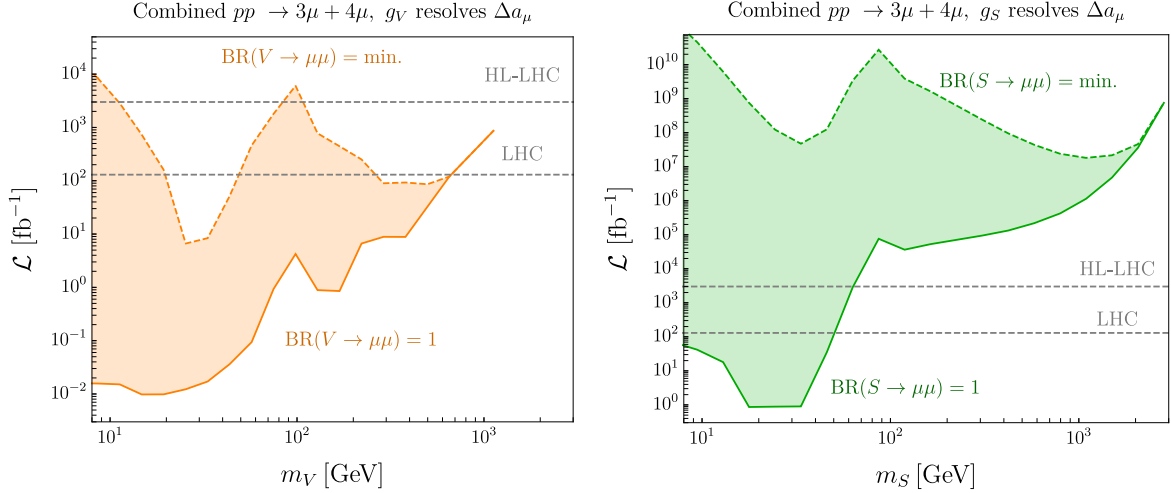 Combined pp → 3μ + 4μ, g_V resolves Δa_μ
BR(V → μμ) = min.
HL-LHC
LHC
BR(V → μμ) = 1
ℒ [fb⁻¹]
10⁴
10³
10²
10¹
10⁰
10⁻¹
10⁻²
10¹
10²
10³
m_V [GeV]
Combined pp → 3μ + 4μ, g_S resolves Δa_μ
BR(S → μμ) = min.
HL-LHC
LHC
BR(S → μμ) = 1
ℒ [fb⁻¹]
10¹⁰
10⁹
10⁸
10⁷
10⁶
10⁵
10⁴
10³
10²
10¹
10⁰
10¹
10²
10³
m_S [GeV]